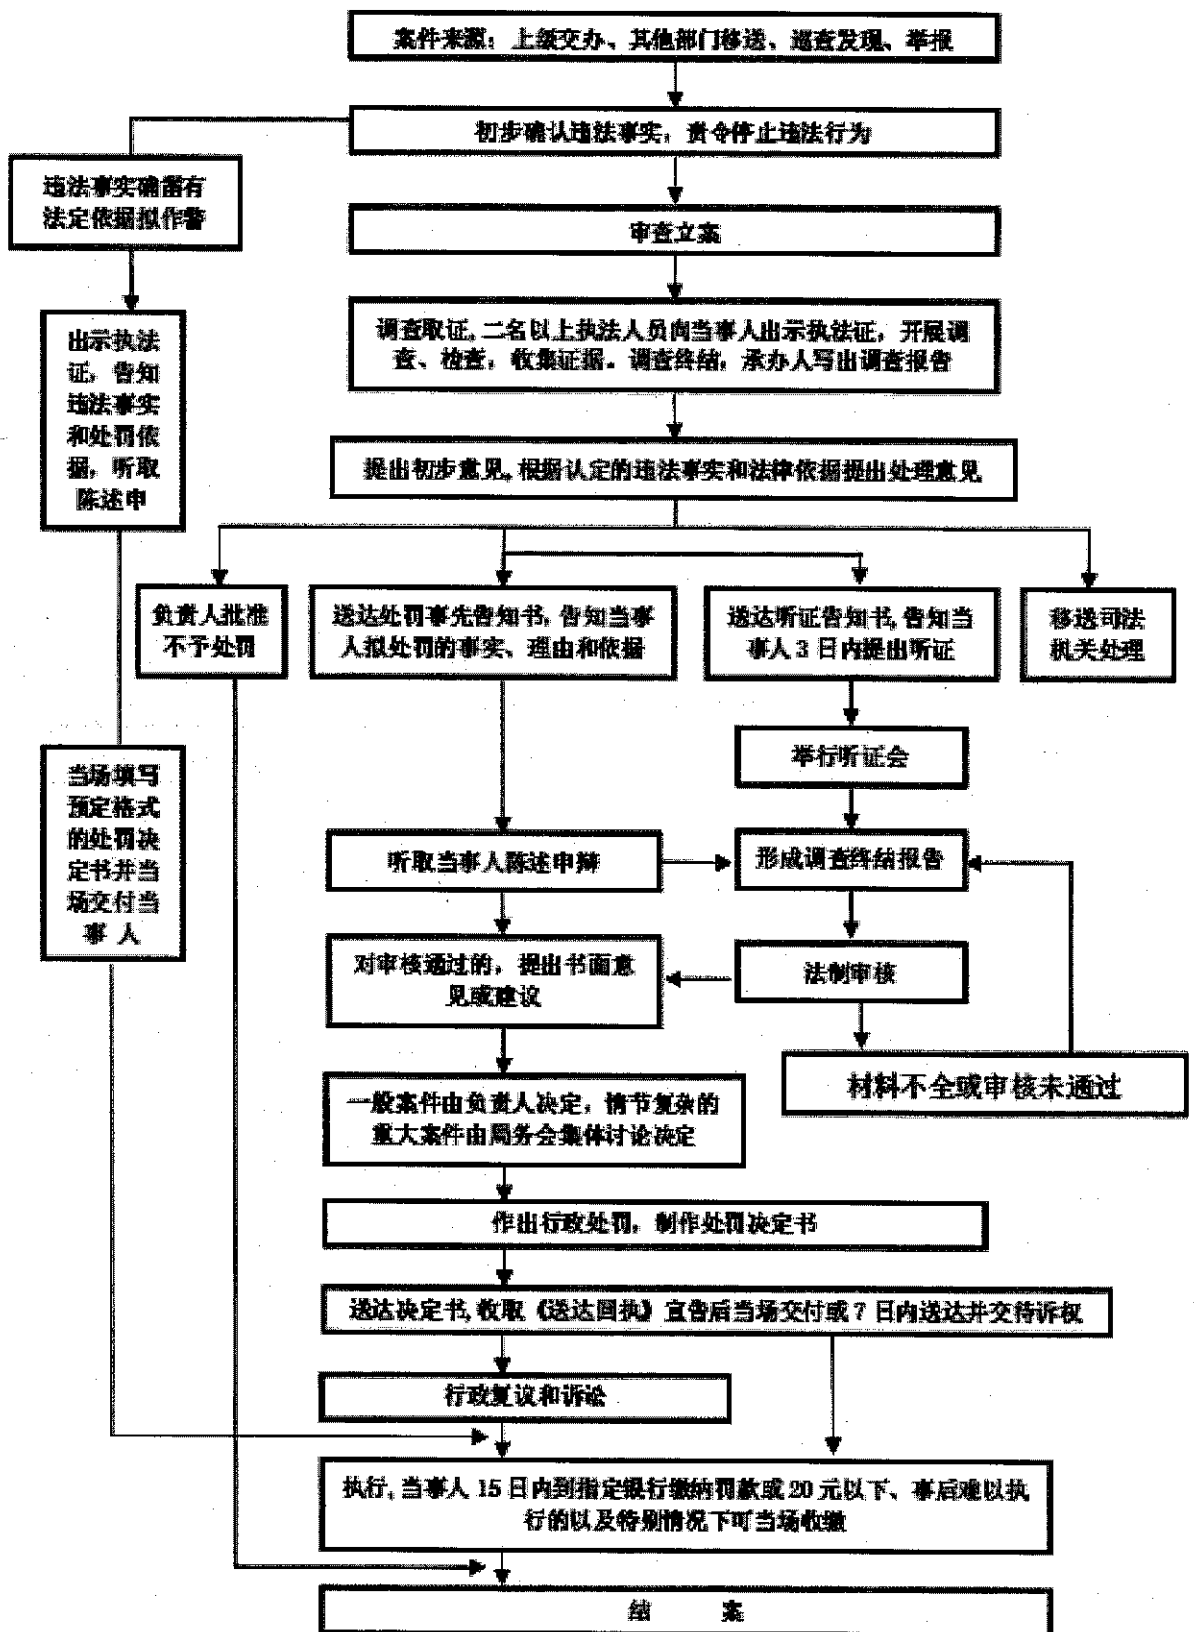 案件来源：上级交办、其他部门移送、巡查发现、举报
初步确认违法事实，责令停止违法行为
违法事实确凿有
法定依据拟作警
审查立案
出示执法
证，告知
违法事实
和处罚依
据，听取
陈述申
调查取证,二名以上执法人员向当事人出示执法证，开展调
查、检查，收集证据。调查终结，承办人写出调查报告
提出初步意见,根据认定的违法事实和法律依据提出处理意见
负责人批准
不予处罚
送达处罚事先告知书,告知当事
人拟处罚的事实、理由和依据
送达听证告知书,告知当
事人3日内提出听证
移送司法
机关处理
当场填写
预定格式
的处罚决
定书并当
场交付当
事 人
举行听证会
听取当事人陈述申辩
形成调查终结报告
对审核通过的，提出书面意
见或建议
法制审核
材料不全或审核未通过
一般案件由负责人决定，情节复杂的
重大案件由局务会集体讨论决定
作出行政处罚，制作处罚决定书
送达决定书,收取《送达回执》宣告后当场交付或7日内送达并交待诉权
行政复议和诉讼
执行,当事人15日内到指定银行缴纳罚款或20元以下、事后难以执
行的以及特别情况下可当场收缴
结 案